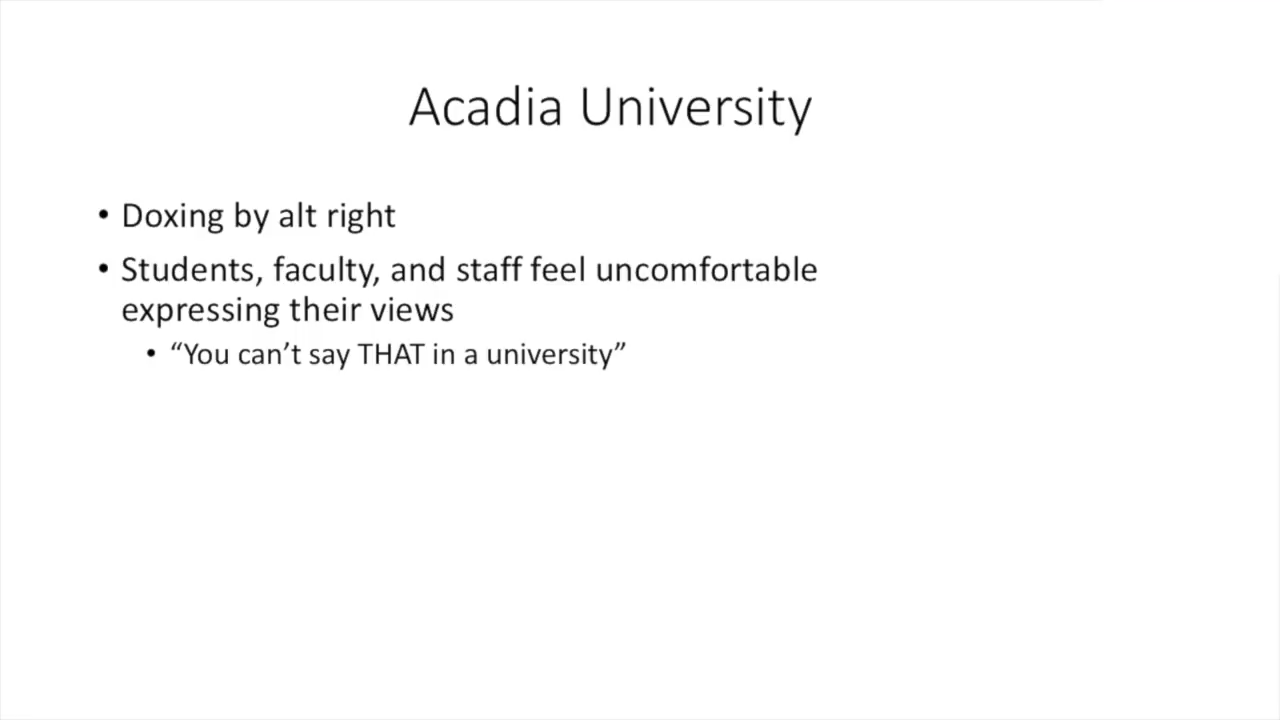 Acadia University
• Doxing by alt right
• Students, faculty, and staff feel uncomfortable
expressing their views
• “You can’t say THAT in a university”